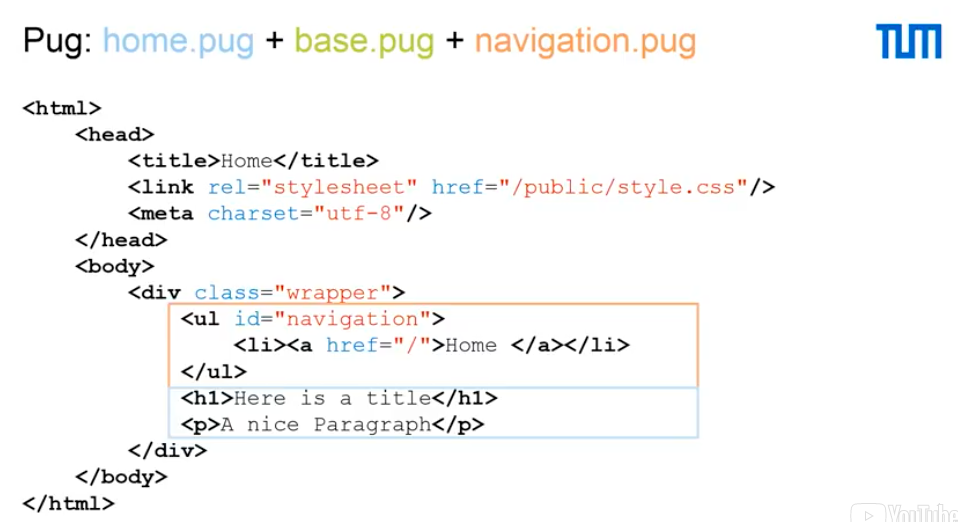 Pug: home.pug + base.pug + navigation.pug
TUM
<html>
<head>
<title>Home</title>
<link rel="stylesheet" href="/public/style.css"/>
<meta charset="utf-8"/>
</head>
<body>
<div class="wrapper">
<ul id="navigation">
<li><a href="/">Home </a></li>
</ul>
<h1>Here is a title</h1>
<p>A nice Paragraph</p>
</div>
</body>
</html>
YouTube